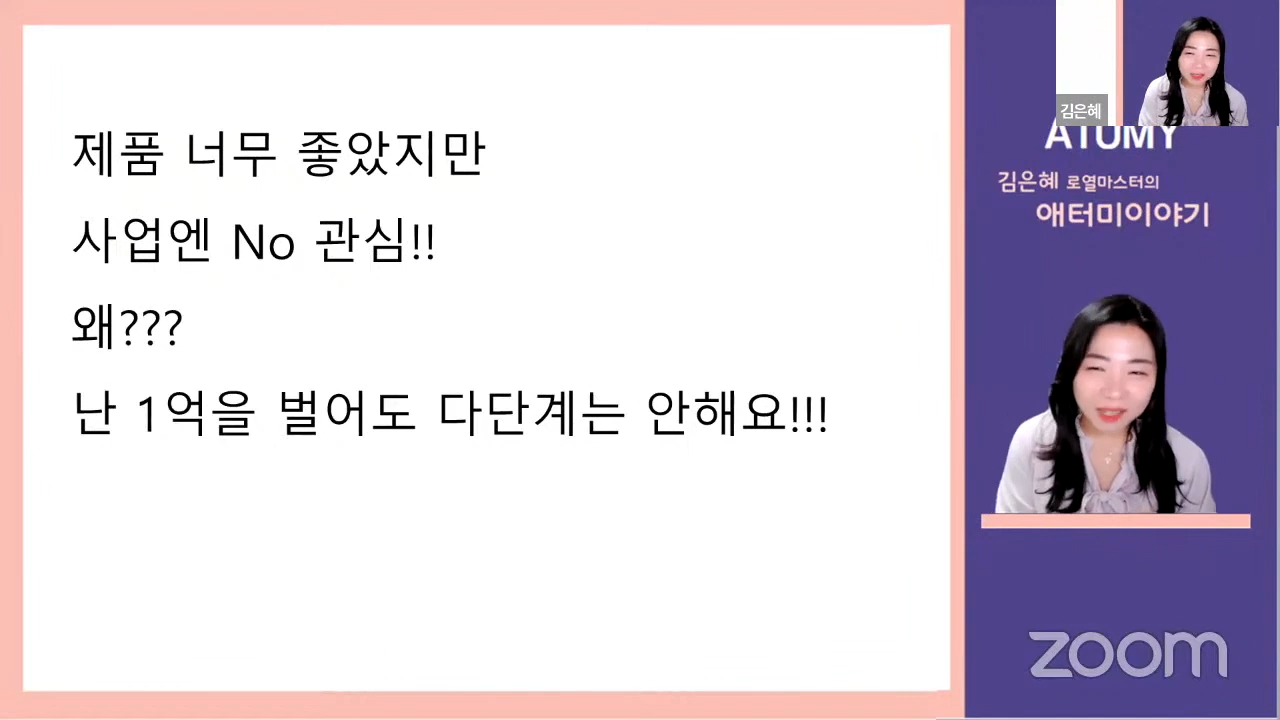 제품 너무 좋았지만
사업엔 No 관심!!
왜???
난 1억을 벌어도 다단계는 안해요!!!
김은혜
ATOMY
김은혜 로열마스터의
애터미이야기
zoom